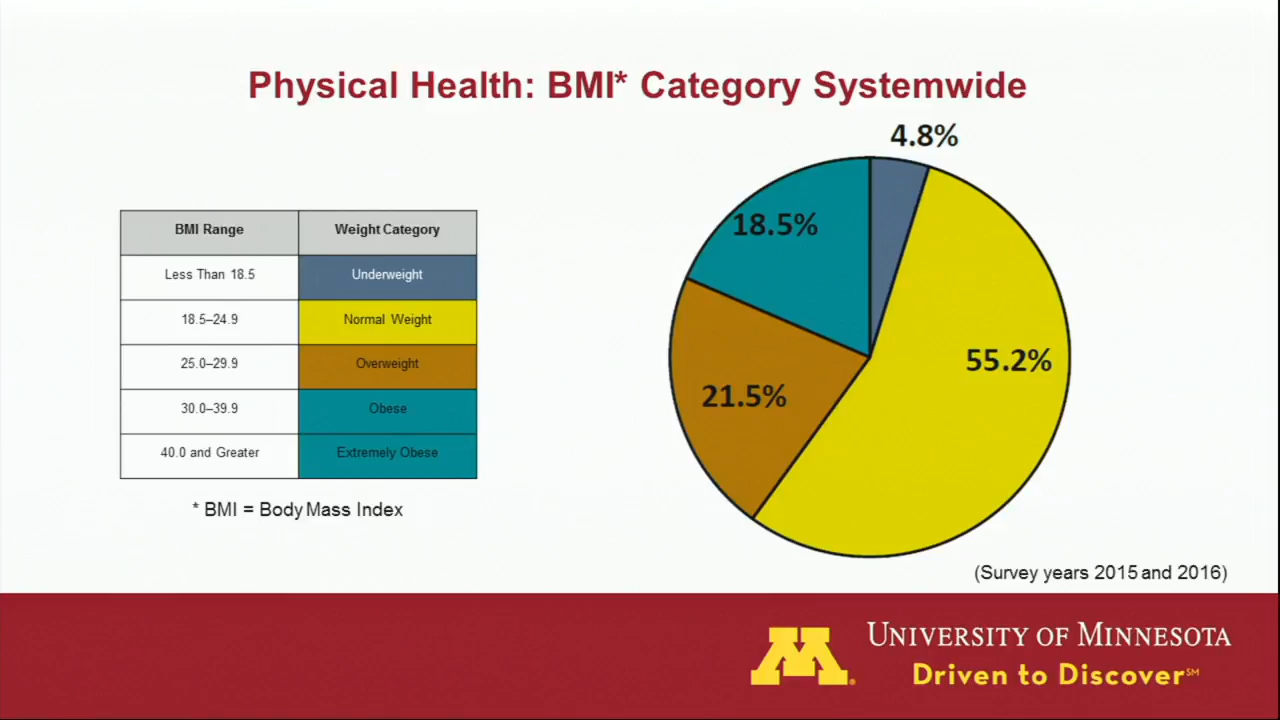 Physical Health: BMI* Category Systemwide
BMI Range Weight Category
Less Than 18.5 Underweight
18.5–24.9 Normal Weight
25.0–29.9 Overweight
30.0–39.9 Obese
40.0 and Greater Extremely Obese
* BMI = Body Mass Index
4.8%
18.5%
55.2%
21.5%
(Survey years 2015 and 2016)
M
UNIVERSITY OF MINNESOTA
Driven to Discover℠